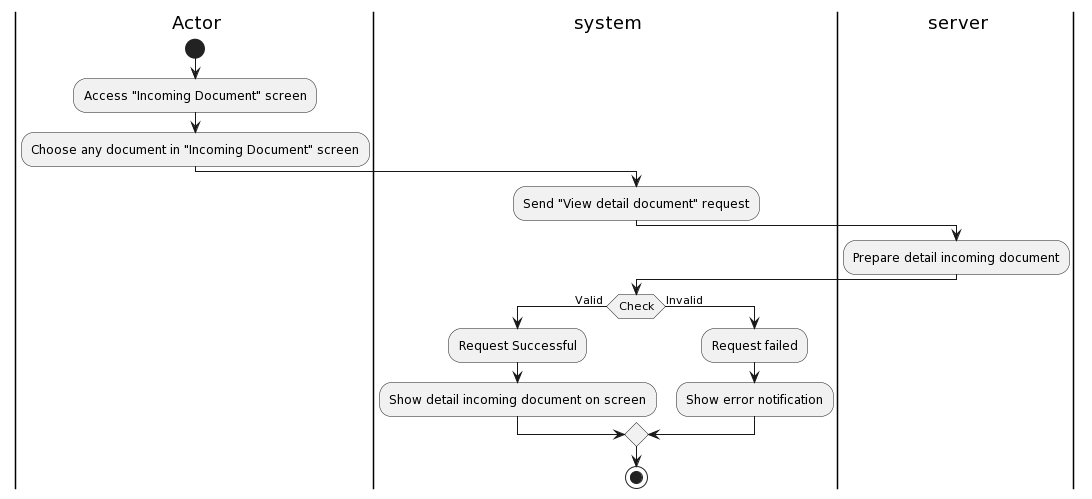 Actor
system
server
Access "Incoming Document" screen
Choose any document in "Incoming Document" screen
Send "View detail document" request
Prepare detail incoming document
Valid
Check
Invalid
Request Successful
Request failed
Show detail incoming document on screen
Show error notification